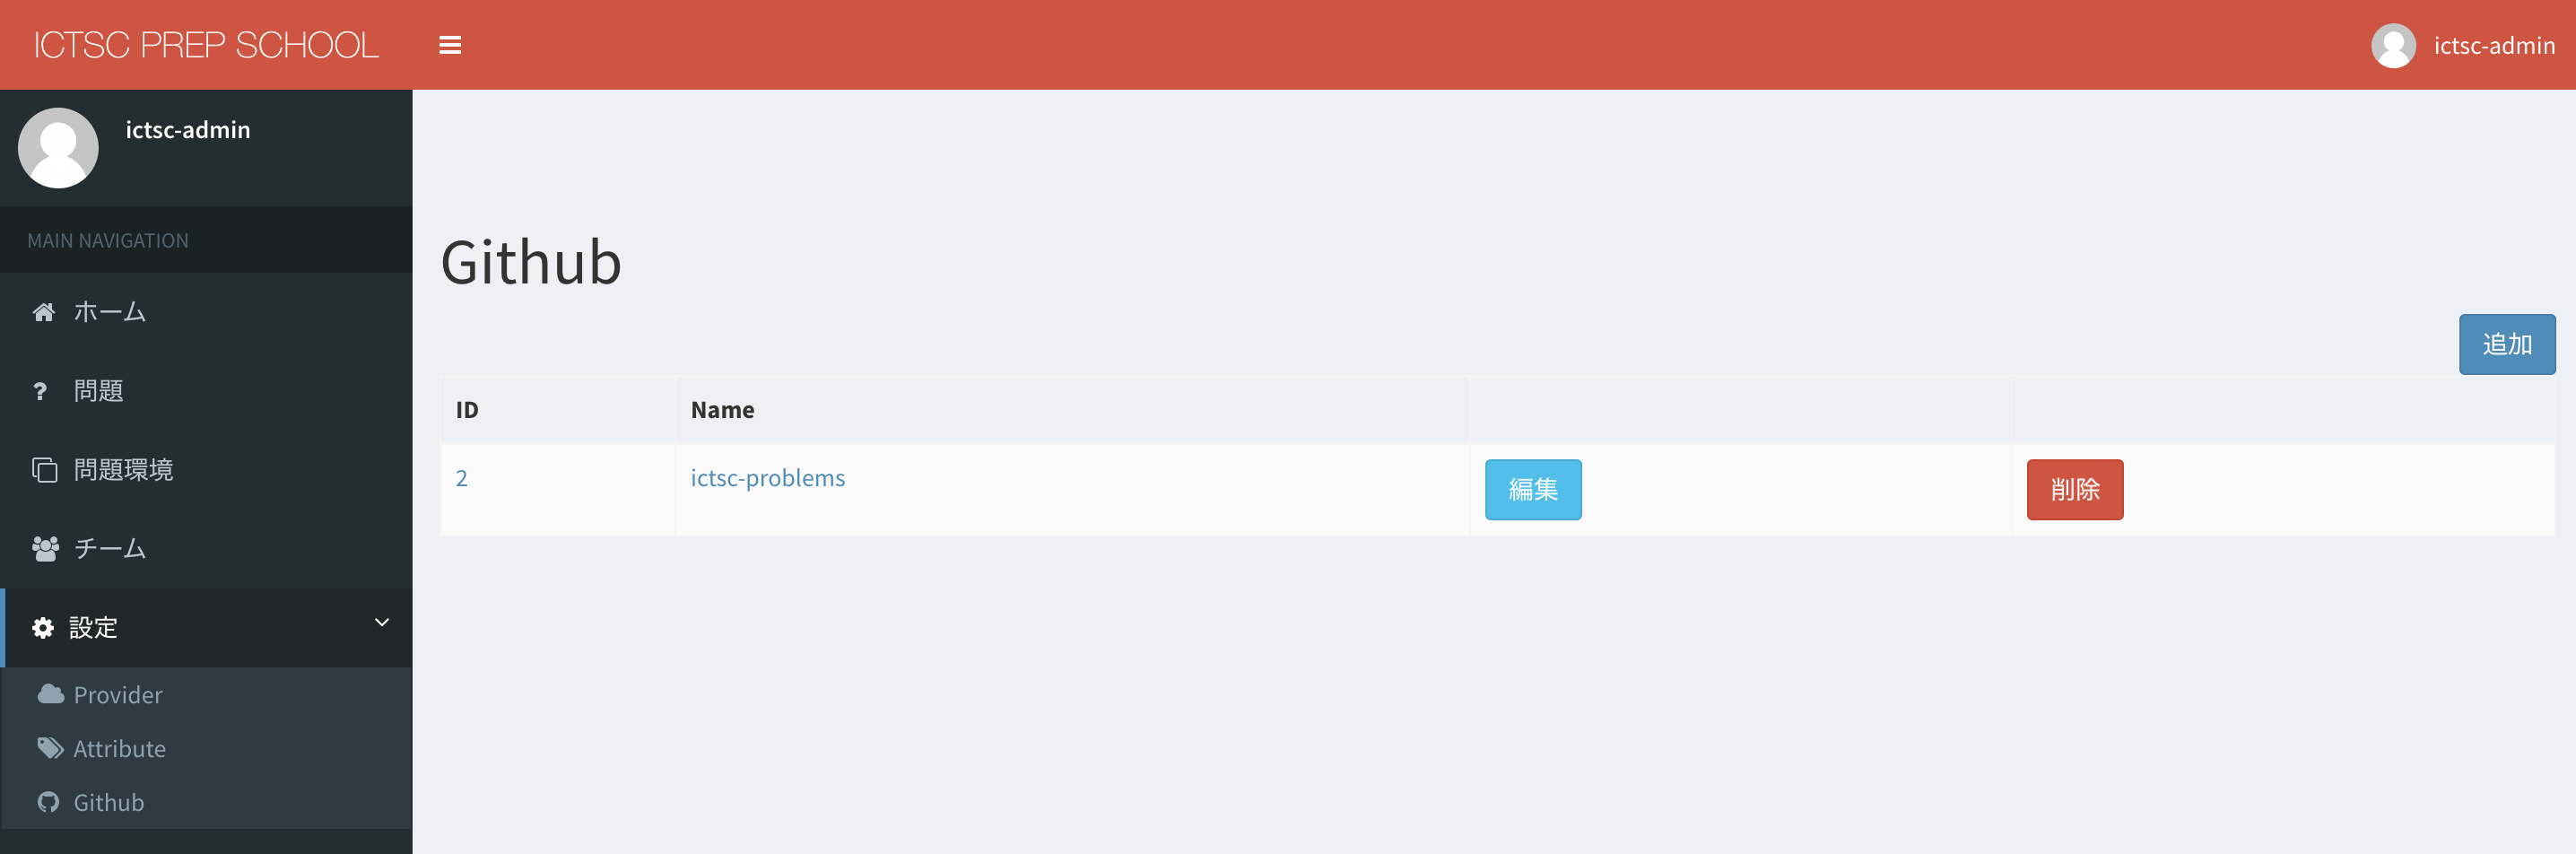 ICTSC PREP SCHOOL
ictsc-admin
ictsc-admin
MAIN NAVIGATION
ホーム
問題
問題環境
チーム
設定
Provider
Attribute
Github
Github
追加
ID Name
2 ictsc-problems 編集 削除